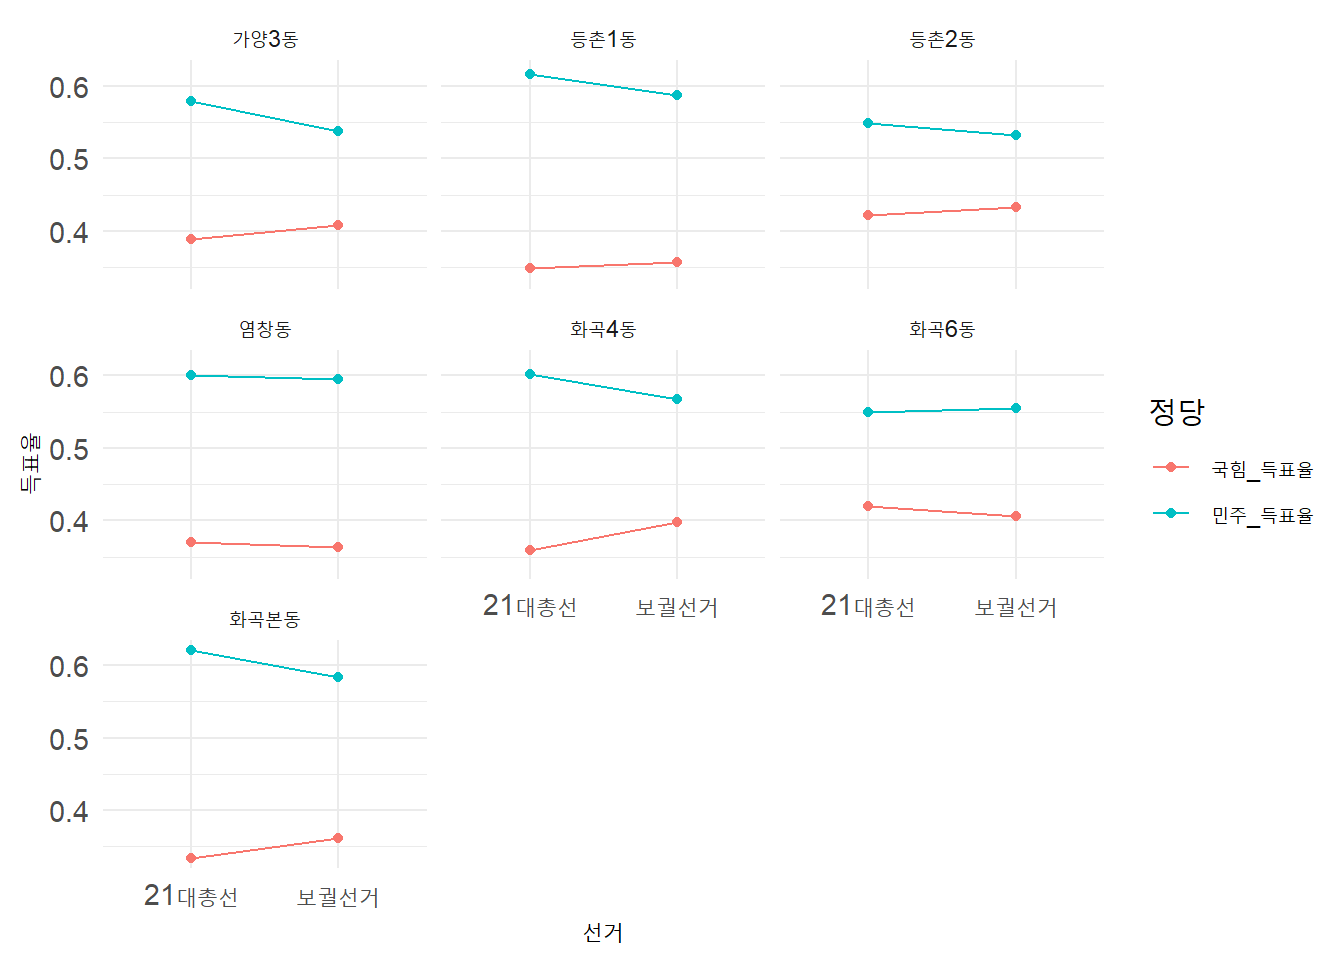 가양3동
등촌1동
등촌2동
0.6
0.5
0.4
염창동
화곡4동
화곡6동
0.6
0.5
0.4
21대총선
보궐선거
21대총선
보궐선거
화곡본동
0.6
0.5
0.4
21대총선
보궐선거
선거
득표율
정당
국힘_득표율
민주_득표율